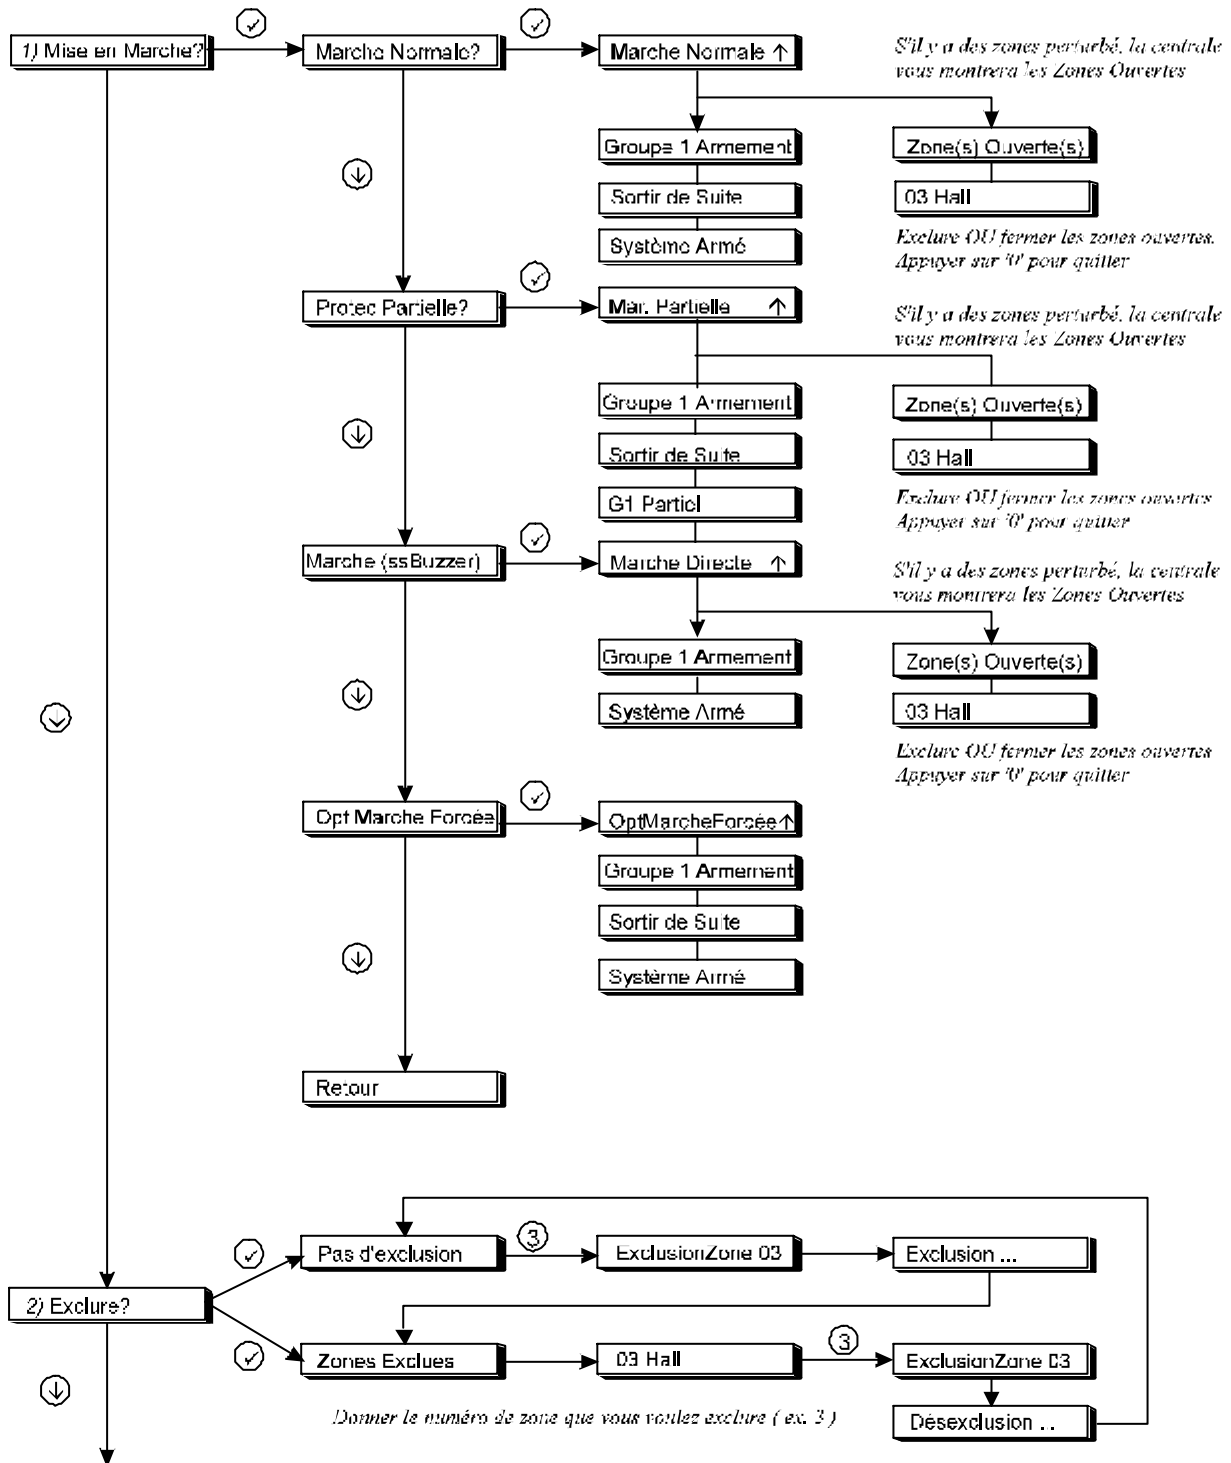 1) Mise en Marche?
Marche Normale?
Marche Normale ↑
S'il y a des zones perturbé, la centrale
vous montrera les Zones Ouvertes
Groupe 1 Armement
Zone(s) Ouverte(s)
Sortir de Suite
03 Hall
Système Armé
Exclure OU fermer les zones ouvertes.
Appuyer sur '0' pour quitter
Protec Partielle?
Mar. Partielle ↑
S'il y a des zones perturbé, la centrale
vous montrera les Zones Ouvertes
Groupe 1 Armement
Zone(s) Ouverte(s)
Sortir de Suite
03 Hall
G1 Partiel
Exclure OU fermer les zones ouvertes
Appuyer sur '0' pour quitter
Marche (ssBuzzer)
Marche Directe ↑
S'il y a des zones perturbé, la centrale
vous montrera les Zones Ouvertes
Groupe 1 Armement
Zone(s) Ouverte(s)
Système Armé
03 Hall
Exclure OU fermer les zones ouvertes
Appuyer sur '0' pour quitter
Opt Marche Forcée
OptMarcheForcée↑
Groupe 1 Armement
Sortir de Suite
Système Armé
Retour
Pas d'exclusion
3
ExclusionZone 03
Exclusion ...
2) Exclure?
Zones Exclues
03 Hall
3
ExclusionZone 03
Désexclusion ...
Donner le numéro de zone que vous voulez exclure ( ex. 3 )